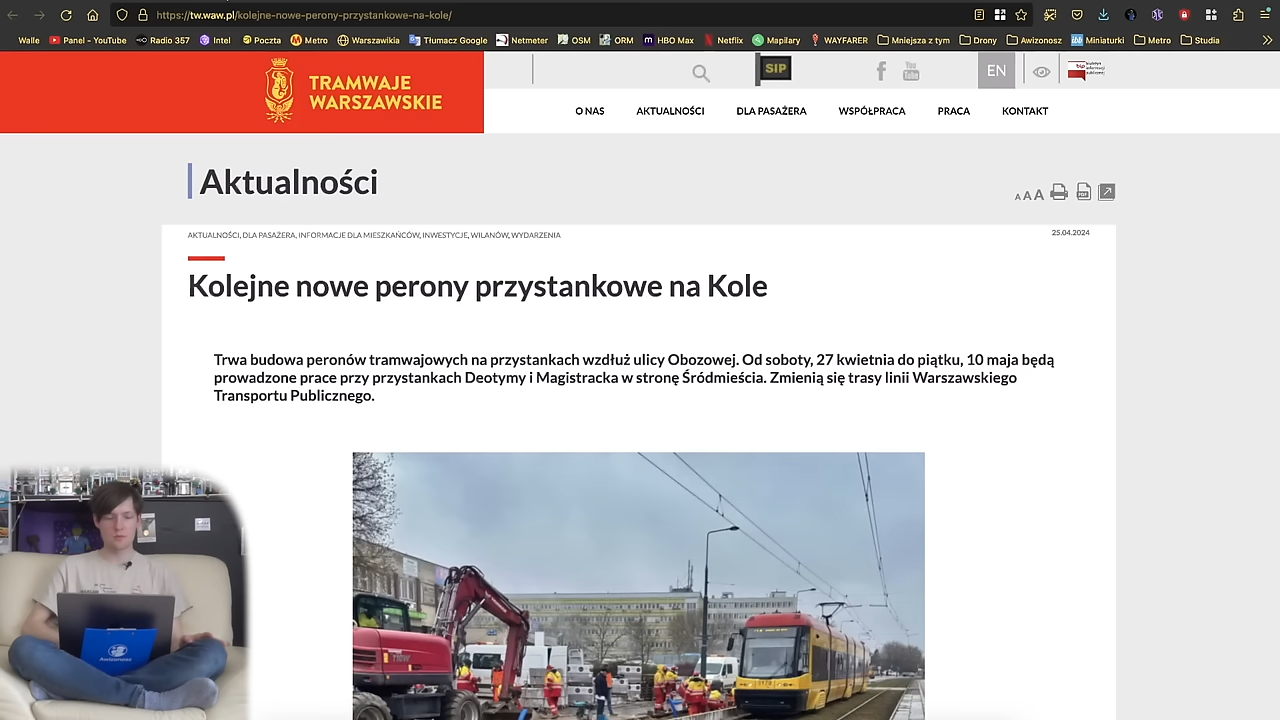 https://tw.waw.pl/kolejne-nowe-perony-przystankowe-na-kole/
Walle Panel - YouTube Radio 357 Intel Poczta Metro Warszawikia Tłumacz Google Netmeter OSM ORM HBO Max Netflix Mapilary WAYFARER Mniejsza z tym Drony Awizonosz Miniaturki Metro Studia
TRAMWAJE
WARSZAWSKIE
SIP
You
Tube
EN
bip
O NAS AKTUALNOŚCI DLA PASAŻERA WSPÓŁPRACA PRACA KONTAKT
Aktualności
A A A
AKTUALNOŚCI, DLA PASAŻERA, INFORMACJE DLA MIESZKAŃCÓW, INWESTYCJE, WILANÓW, WYDARZENIA
25.04.2024
Kolejne nowe perony przystankowe na Kole
Trwa budowa peronów tramwajowych na przystankach wzdłuż ulicy Obozowej. Od soboty, 27 kwietnia do piątku, 10 maja będą
prowadzone prace przy przystankach Deotymy i Magistracka w stronę Śródmieścia. Zmienią się trasy linii Warszawskiego
Transportu Publicznego.
Awizonosz